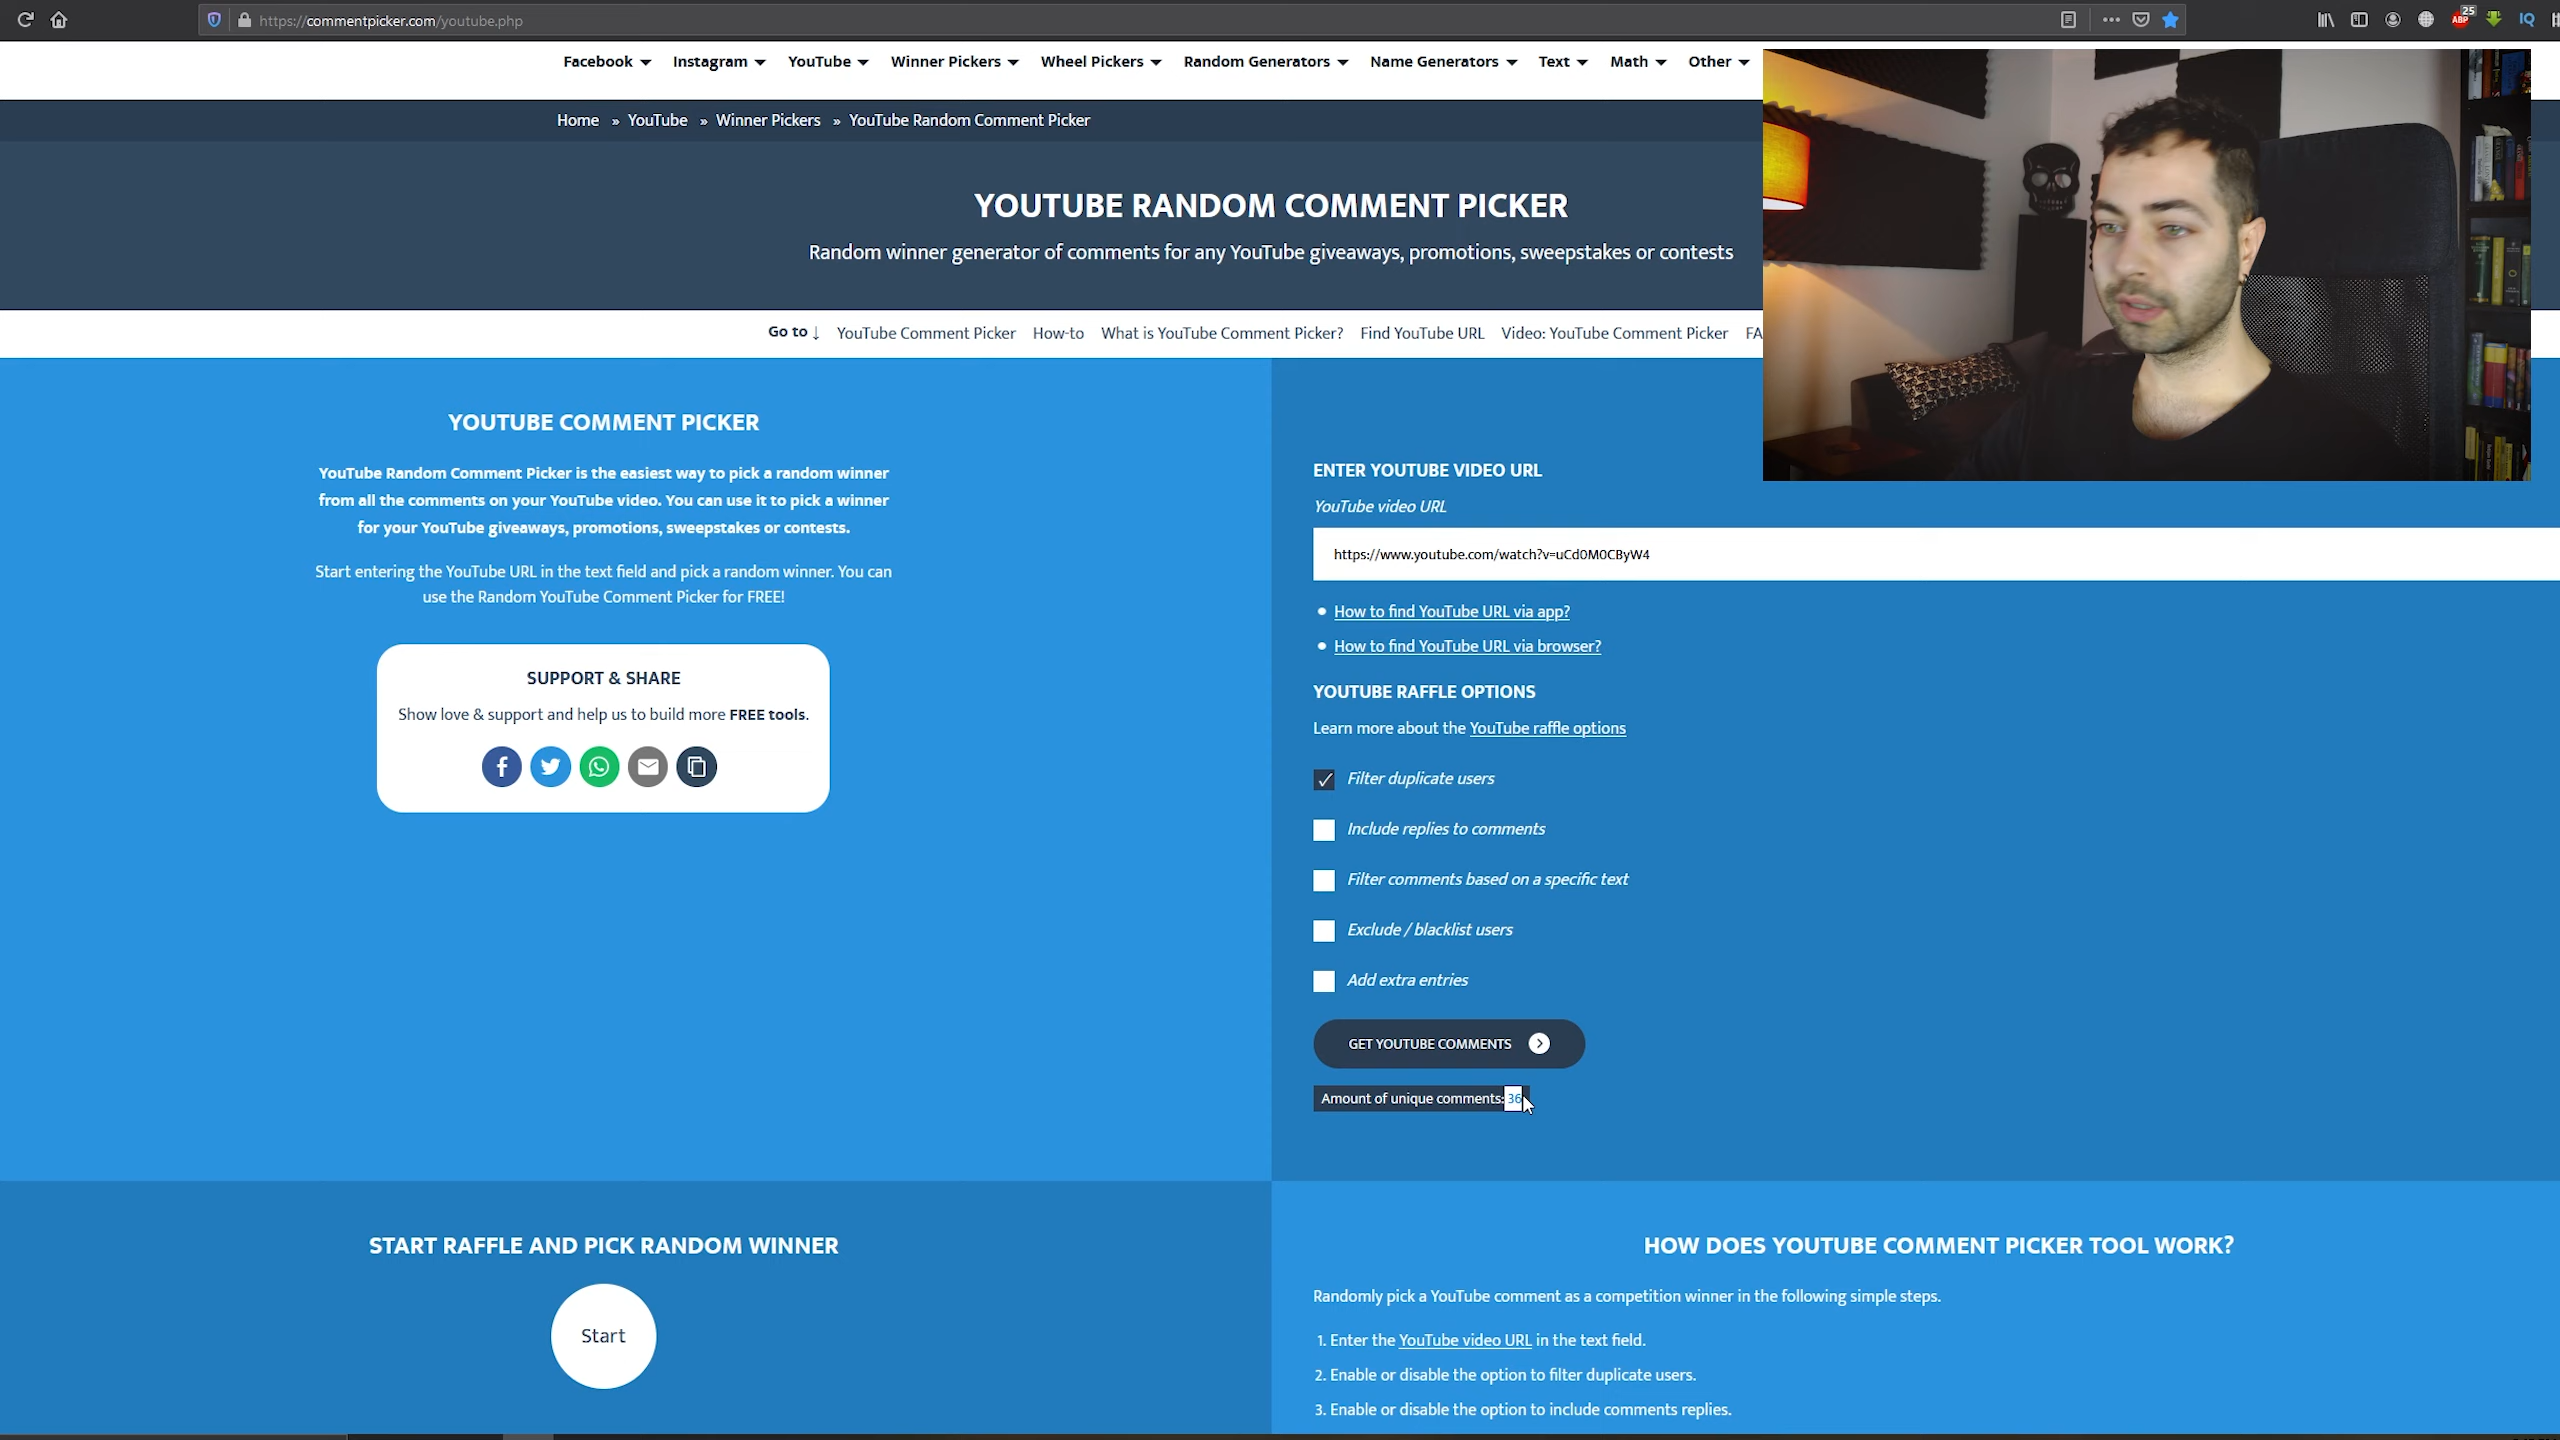 https://commentpicker.com/youtube.php
25
ABP
IQ
Facebook Instagram YouTube Winner Pickers Wheel Pickers Random Generators Name Generators Text Math Other
Home » YouTube » Winner Pickers » YouTube Random Comment Picker
YOUTUBE RANDOM COMMENT PICKER
Random winner generator of comments for any YouTube giveaways, promotions, sweepstakes or contests
Go to ↓ YouTube Comment Picker How-to What is YouTube Comment Picker? Find YouTube URL Video: YouTube Comment Picker FA
YOUTUBE COMMENT PICKER
YouTube Random Comment Picker is the easiest way to pick a random winner
from all the comments on your YouTube video. You can use it to pick a winner
for your YouTube giveaways, promotions, sweepstakes or contests.
Start entering the YouTube URL in the text field and pick a random winner. You can
use the Random YouTube Comment Picker for FREE!
SUPPORT & SHARE
Show love & support and help us to build more FREE tools.
ENTER YOUTUBE VIDEO URL
YouTube video URL
https://www.youtube.com/watch?v=uCd0M0CByW4
• How to find YouTube URL via app?
• How to find YouTube URL via browser?
YOUTUBE RAFFLE OPTIONS
Learn more about the YouTube raffle options
Filter duplicate users
Include replies to comments
Filter comments based on a specific text
Exclude / blacklist users
Add extra entries
GET YOUTUBE COMMENTS
Amount of unique comments: 36
START RAFFLE AND PICK RANDOM WINNER
Start
HOW DOES YOUTUBE COMMENT PICKER TOOL WORK?
Randomly pick a YouTube comment as a competition winner in the following simple steps.
1. Enter the YouTube video URL in the text field.
2. Enable or disable the option to filter duplicate users.
3. Enable or disable the option to include comments replies.